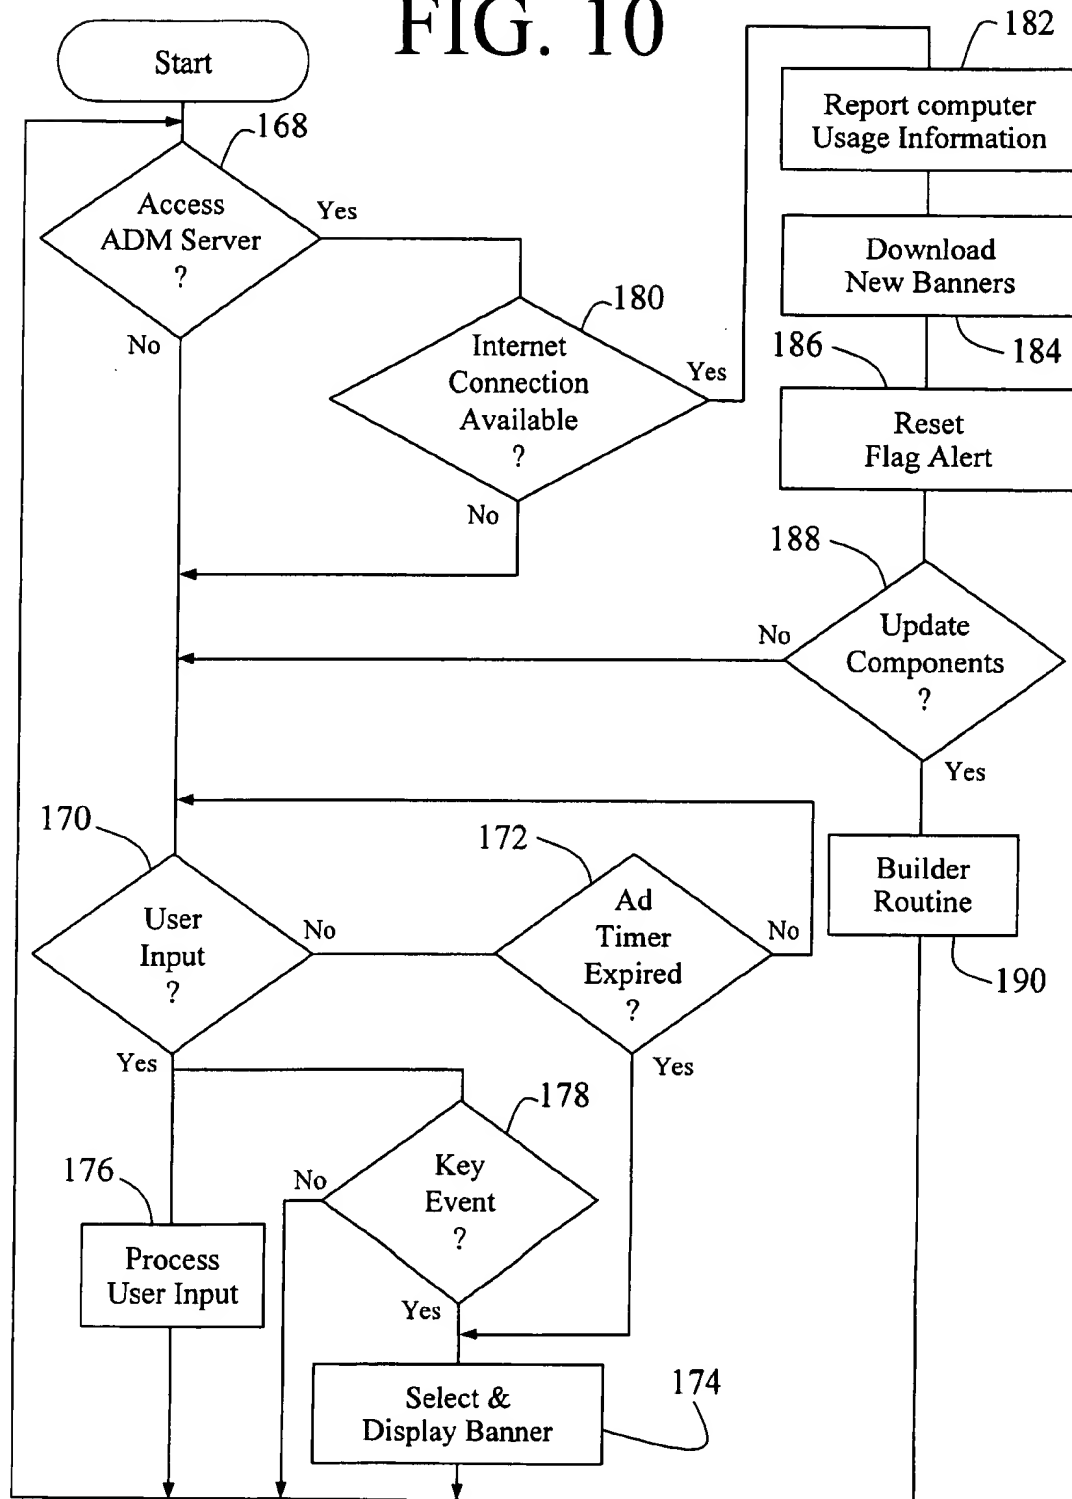 FIG. 10
Start
168
Access
ADM Server
?
Yes
No
180
Internet
Connection
Available
?
Yes
No
182
Report computer
Usage Information
Download
New Banners
184
186
Reset
Flag Alert
188
Update
Components
?
No
Yes
Builder
Routine
190
170
User
Input
?
No
Yes
172
Ad
Timer
Expired
?
No
Yes
178
Key
Event
?
No
Yes
176
Process
User Input
Select &
Display Banner
174